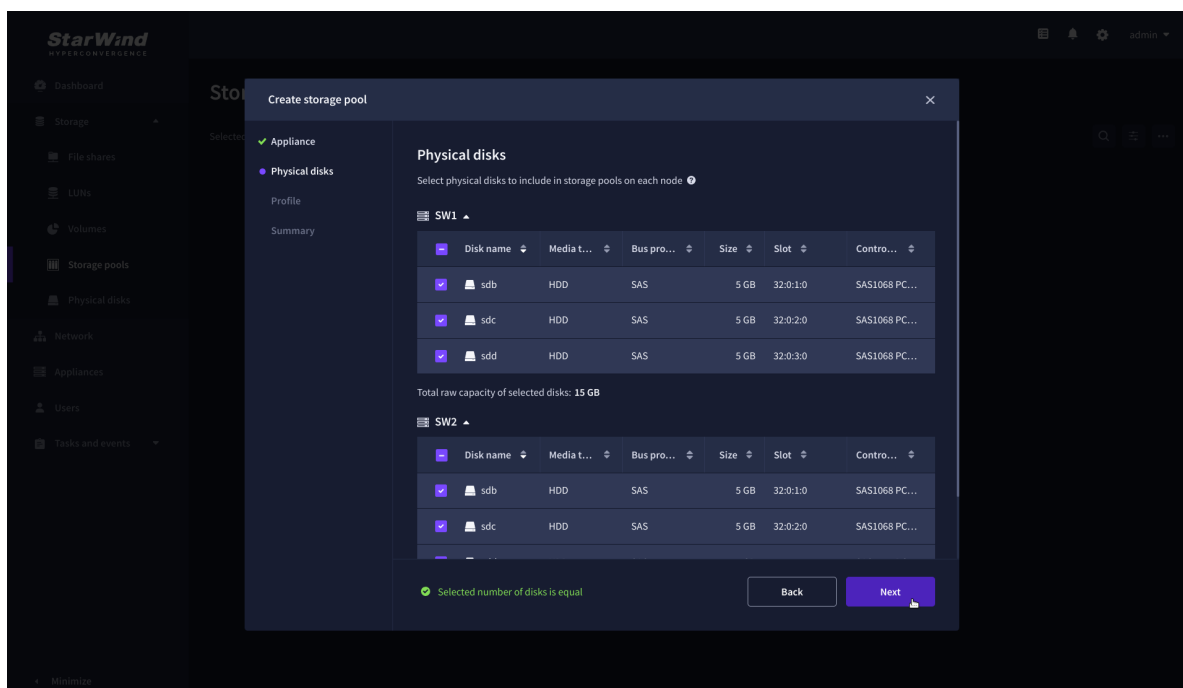 StarWind
HYPERCONVERGENCE
admin
Dashboard
Storage
File shares
LUNs
Volumes
Storage pools
Physical disks
Network
Appliances
Users
Tasks and events
Minimize
Stor
Selected
Create storage pool
Appliance
Physical disks
Profile
Summary
Physical disks
Select physical disks to include in storage pools on each node
SW1
Disk name Media t... Bus pro... Size Slot Contro...
sdb HDD SAS 5 GB 32:0:1:0 SAS1068 PC...
sdc HDD SAS 5 GB 32:0:2:0 SAS1068 PC...
sdd HDD SAS 5 GB 32:0:3:0 SAS1068 PC...
Total raw capacity of selected disks: 15 GB
SW2
Disk name Media t... Bus pro... Size Slot Contro...
sdb HDD SAS 5 GB 32:0:1:0 SAS1068 PC...
sdc HDD SAS 5 GB 32:0:2:0 SAS1068 PC...
Selected number of disks is equal
Back
Next